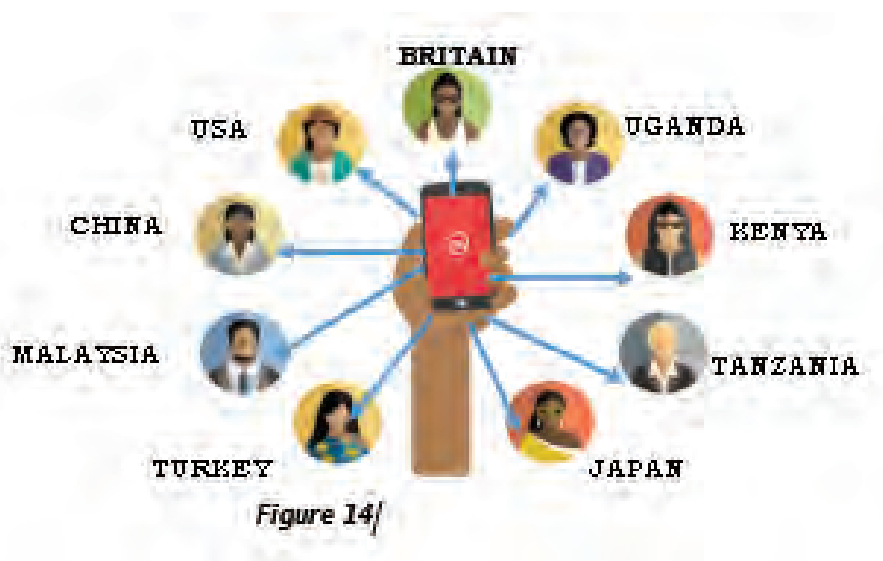 BRITAIN
USA
UGANDA
CHINA
KENYA
MALAYSIA
TANZANIA
TURKEY
JAPAN
Figure 14/